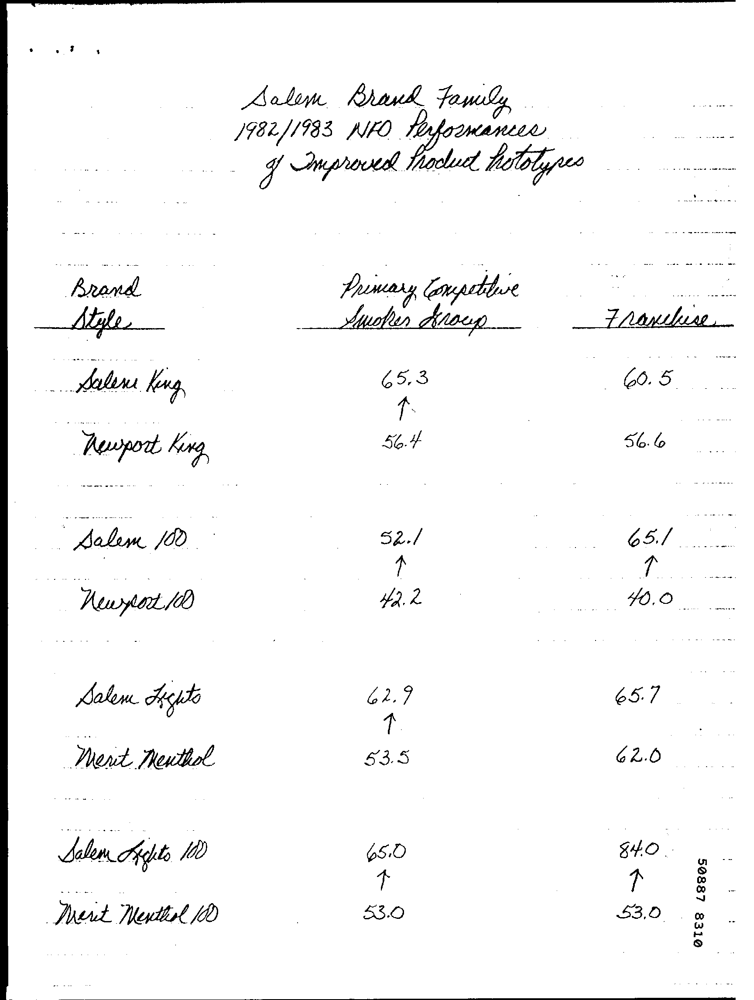 Salem Brand Family
1982/1983 NFO Performances
of Improved Product Prototypes
Brand Primary Competitive
Style Smoker Group Franchise
Salem King 65.3 60.5
↑
Newport King 56.4 56.6
Salem 100 52.1 65.1
↑ ↑
Newport 100 42.2 40.0
Salem Lights 62.9 65.7
↑
Merit Menthol 53.5 62.0
Salem Lights 100 65.0 84.0
↑ ↑
Merit Menthol 100 53.0 53.0
50887 8310